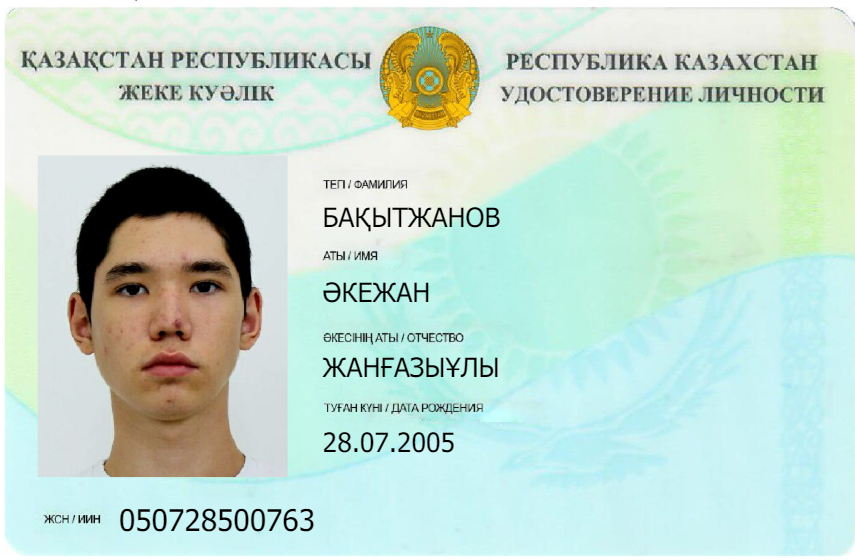 ҚАЗАҚСТАН РЕСПУБЛИКАСЫ
ЖЕКЕ КУӘЛІК
РЕСПУБЛИКА КАЗАХСТАН
УДОСТОВЕРЕНИЕ ЛИЧНОСТИ
ТЕГІ / ФАМИЛИЯ
БАҚЫТЖАНОВ
АТЫ / ИМЯ
ӘКЕЖАН
ӘКЕСІНІҢ АТЫ / ОТЧЕСТВО
ЖАНҒАЗЫҰЛЫ
ТУҒАН КҮНІ / ДАТА РОЖДЕНИЯ
28.07.2005
ЖСН / ИИН 050728500763